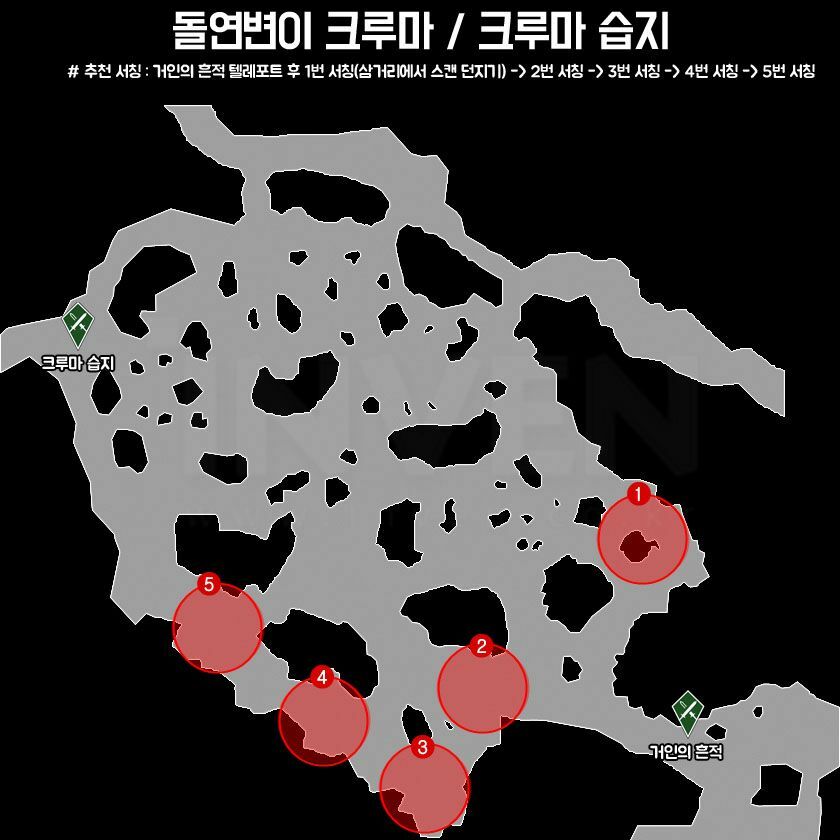 돌연변이 크루마 / 크루마 습지
# 추천 서칭 : 거인의 흔적 텔레포트 후 1번 서칭(삼거리에서 스캔 던지기) -> 2번 서칭 -> 3번 서칭 -> 4번 서칭 -> 5번 서칭
크루마 습지
INVEN
1
5
2
4
3
거인의 흔적